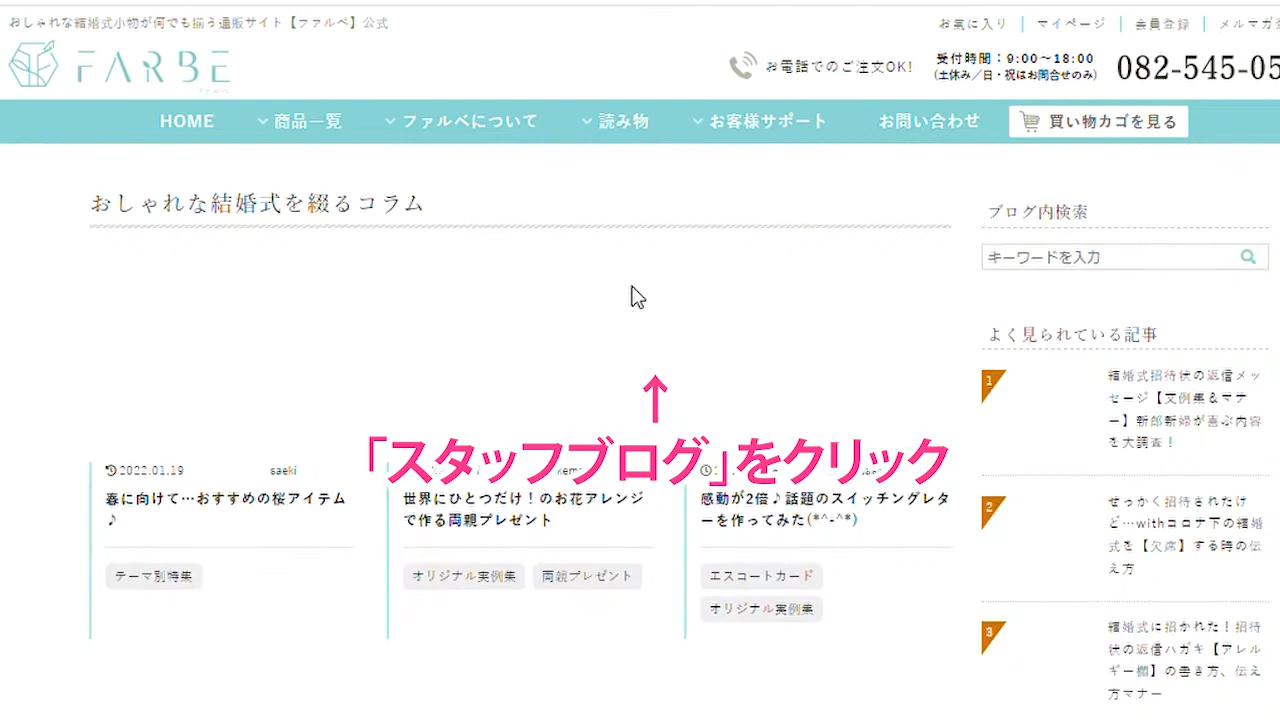 おしゃれな結婚式小物が何でも揃う通販サイト【ファルベ】公式
お気に入り | マイページ | 会員登録 | メルマガ
FARBE
ファルベ
お電話でのご注文OK!
受付時間:9:00〜18:00
(土休み/日・祝はお問合せのみ)
082-545-05
HOME 商品一覧 ファルベについて 読み物 お客様サポート お問い合わせ 買い物カゴを見る
おしゃれな結婚式を綴るコラム
ブログ内検索
キーワードを入力
↑
「スタッフブログ」をクリック
2022.01.19 saeki
春に向けて…おすすめの桜アイテム
♪
テーマ別特集
世界にひとつだけ!のお花アレンジ
で作る両親プレゼント
オリジナル実例集 両親プレゼント
感動が2倍♪話題のスイッチングレタ
ーを作ってみた(*^-^*)
エスコートカード
オリジナル実例集
よく見られている記事
1
結婚式招待状の返信メッ
セージ【文例集&マナ
ー】新郎新婦が喜ぶ内容
を大調査!
2
せっかく招待されたけ
ど…withコロナ下の結婚
式を【欠席】する時の伝
え方
3
結婚式に招かれた!招待
状の返信ハガキ【アレル
ギー欄】の書き方、伝え
方マナー